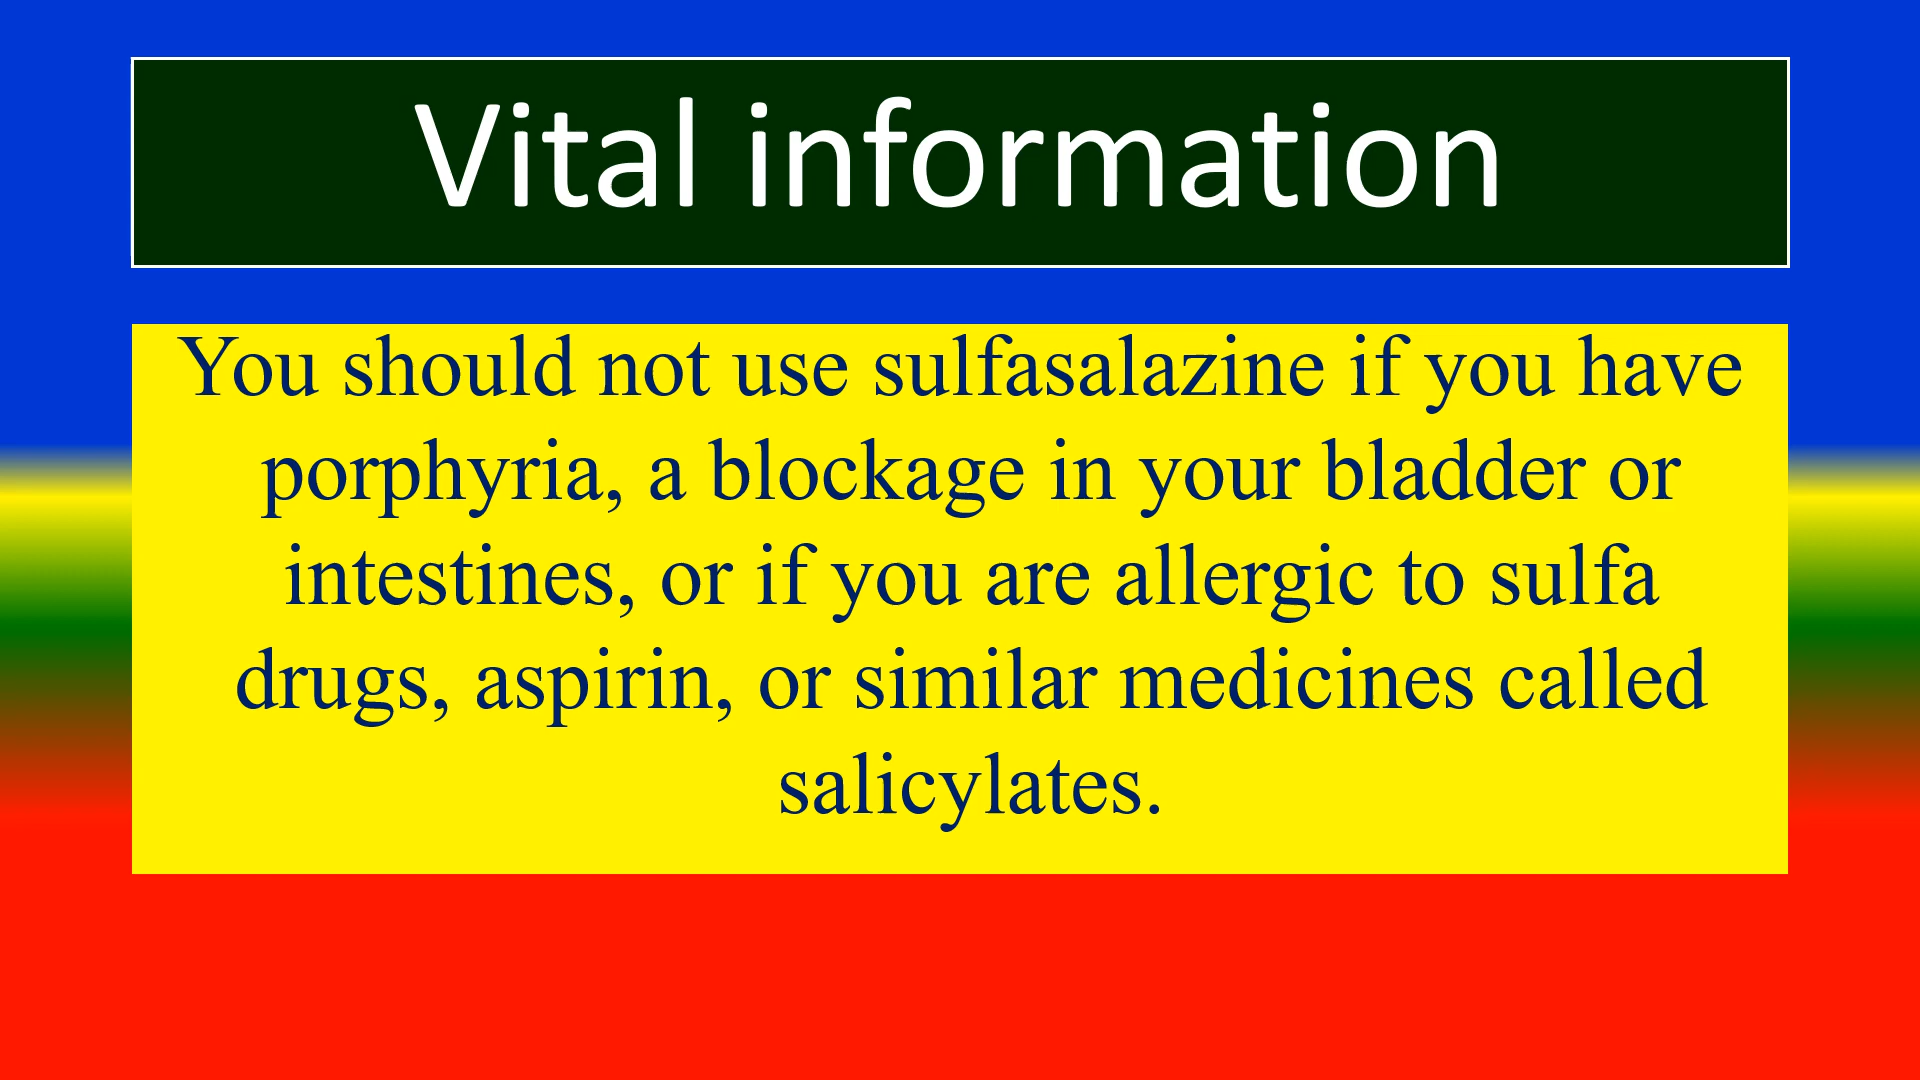 Vital information
You should not use sulfasalazine if you have
porphyria, a blockage in your bladder or
intestines, or if you are allergic to sulfa
drugs, aspirin, or similar medicines called
salicylates.